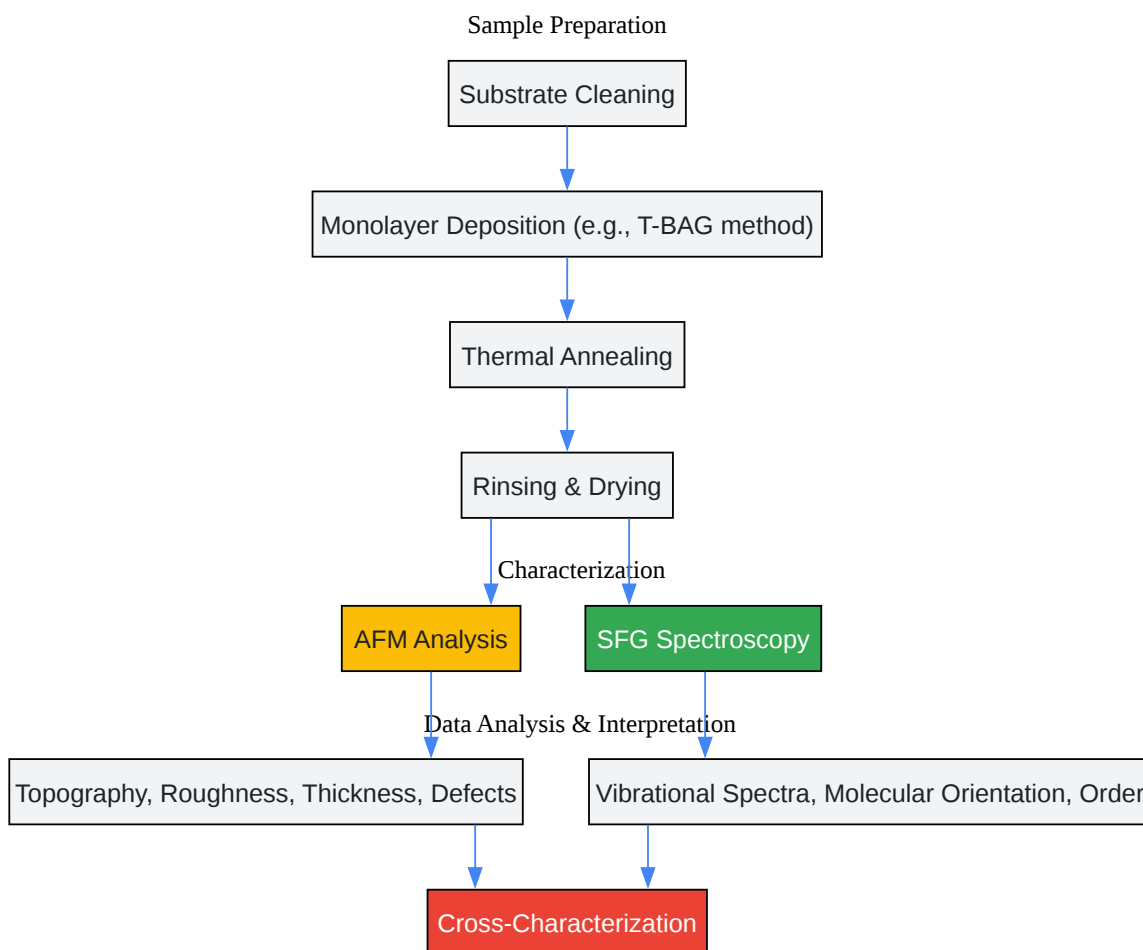 Sample Preparation
Substrate Cleaning
Monolayer Deposition (e.g., T-BAG method)
Thermal Annealing
Rinsing & Drying
Characterization
AFM Analysis
SFG Spectroscopy
Data Analysis & Interpretation
Topography, Roughness, Thickness, Defects
Vibrational Spectra, Molecular Orientation, Order
Cross-Characterization